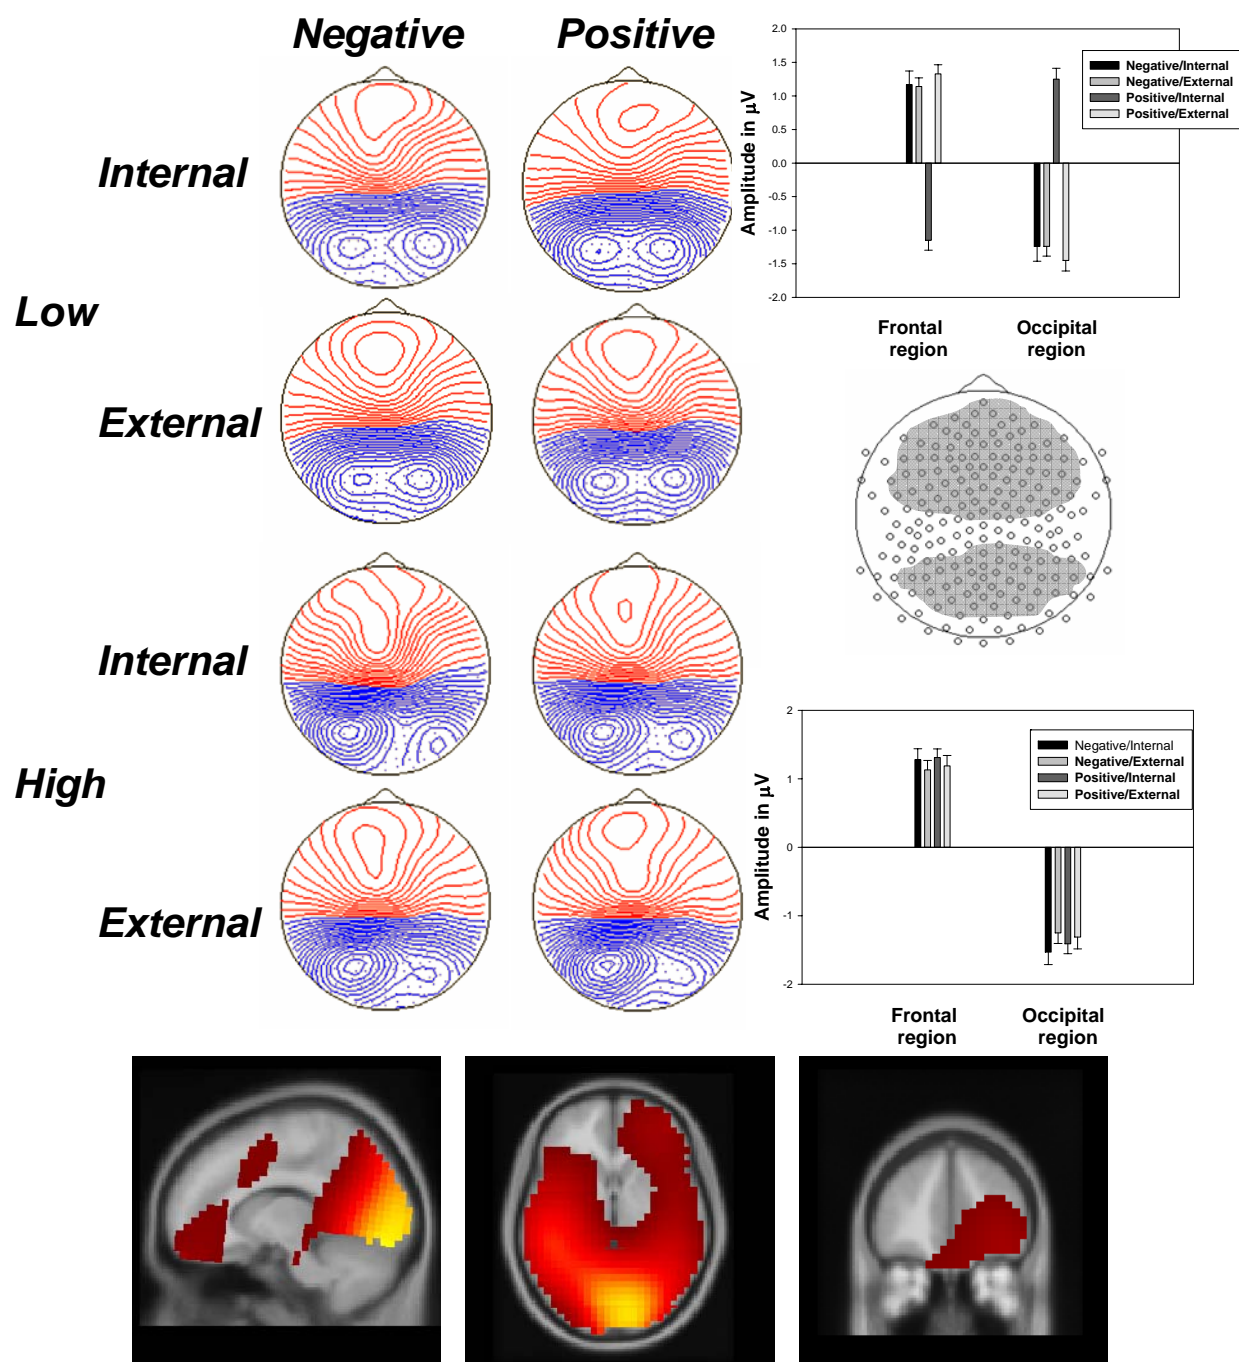 Negative Positive
Internal
Low
External
Internal
High
External
2.0
1.5
1.0
0.5
0.0
-0.5
-1.0
-1.5
-2.0
Amplitude in µV
Negative/Internal
Negative/External
Positive/Internal
Positive/External
Frontal
region
Occipital
region
2
1
0
-1
-2
Amplitude in µV
Negative/Internal
Negative/External
Positive/Internal
Positive/External
Frontal
region
Occipital
region